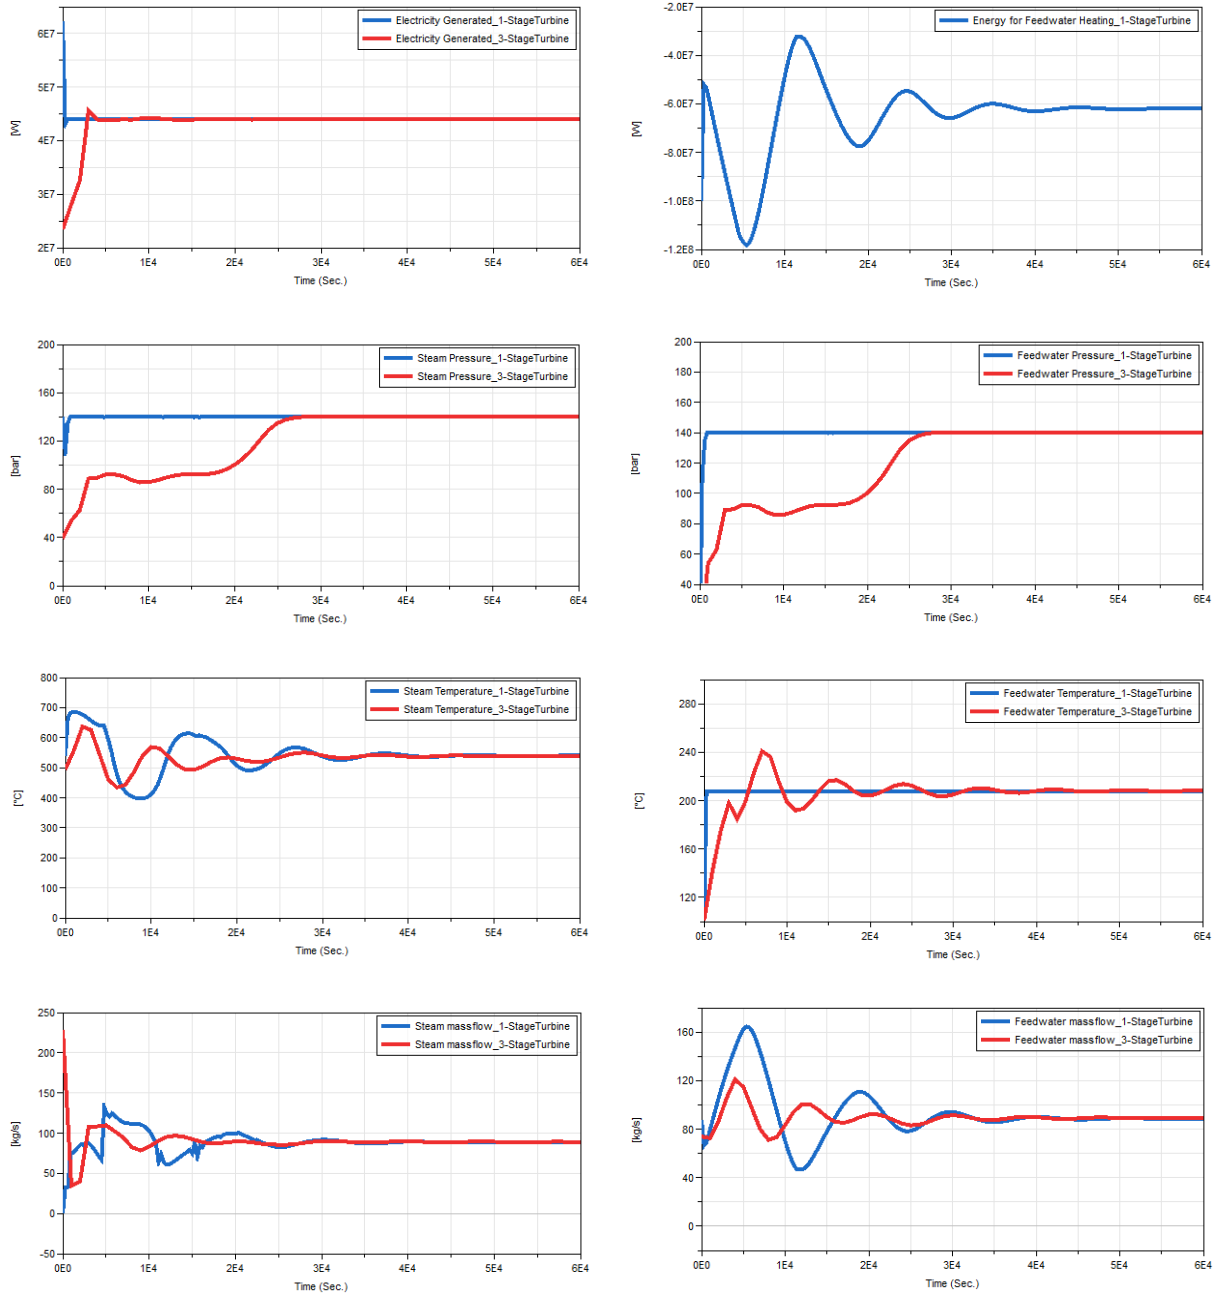 Electricity Generated_1-StageTurbine
Electricity Generated_3-StageTurbine
6E7
5E7
4E7
3E7
2E7
[W]
0E0 1E4 2E4 3E4 4E4 5E4 6E4
Time (Sec.)
Energy for Feedwater Heating_1-StageTurbine
-2.0E7
-4.0E7
-6.0E7
-8.0E7
-1.0E8
-1.2E8
[W]
0E0 1E4 2E4 3E4 4E4 5E4 6E4
Time (Sec.)
Steam Pressure_1-StageTurbine
Steam Pressure_3-StageTurbine
200
160
120
80
40
0
[bar]
0E0 1E4 2E4 3E4 4E4 5E4 6E4
Time (Sec.)
Feedwater Pressure_1-StageTurbine
Feedwater Pressure_3-StageTurbine
200
180
160
140
120
100
80
60
40
[bar]
0E0 1E4 2E4 3E4 4E4 5E4 6E4
Time (Sec.)
Steam Temperature_1-StageTurbine
Steam Temperature_3-StageTurbine
800
700
600
500
400
300
200
100
0
[°C]
0E0 1E4 2E4 3E4 4E4 5E4 6E4
Time (Sec.)
Feedwater Temperature_1-StageTurbine
Feedwater Temperature_3-StageTurbine
280
240
200
160
120
[°C]
0E0 1E4 2E4 3E4 4E4 5E4 6E4
Time (Sec.)
Steam massflow_1-StageTurbine
Steam massflow_3-StageTurbine
250
200
150
100
50
0
-50
[kg/s]
0E0 1E4 2E4 3E4 4E4 5E4 6E4
Time (Sec.)
Feedwater massflow_1-StageTurbine
Feedwater massflow_3-StageTurbine
160
120
80
40
0
[kg/s]
0E0 1E4 2E4 3E4 4E4 5E4 6E4
Time (Sec.)